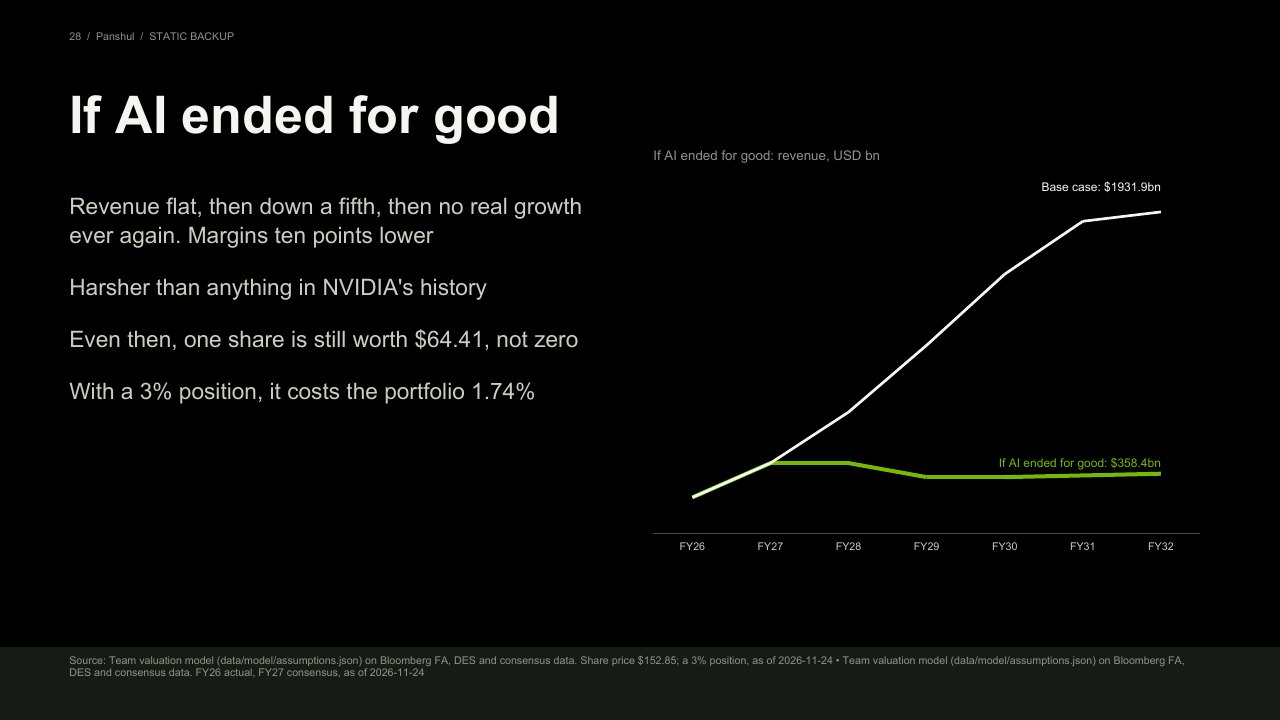 28 / Panshul / STATIC BACKUP
If AI ended for good
Revenue flat, then down a fifth, then no real growth
ever again. Margins ten points lower
Harsher than anything in NVIDIA's history
Even then, one share is still worth $64.41, not zero
With a 3% position, it costs the portfolio 1.74%
If AI ended for good: revenue, USD bn
Base case: $1931.9bn
If AI ended for good: $358.4bn
FY26 FY27 FY28 FY29 FY30 FY31 FY32
Source: Team valuation model (data/model/assumptions.json) on Bloomberg FA, DES and consensus data. Share price $152.85; a 3% position, as of 2026-11-24 • Team valuation model (data/model/assumptions.json) on Bloomberg FA,
DES and consensus data. FY26 actual, FY27 consensus, as of 2026-11-24